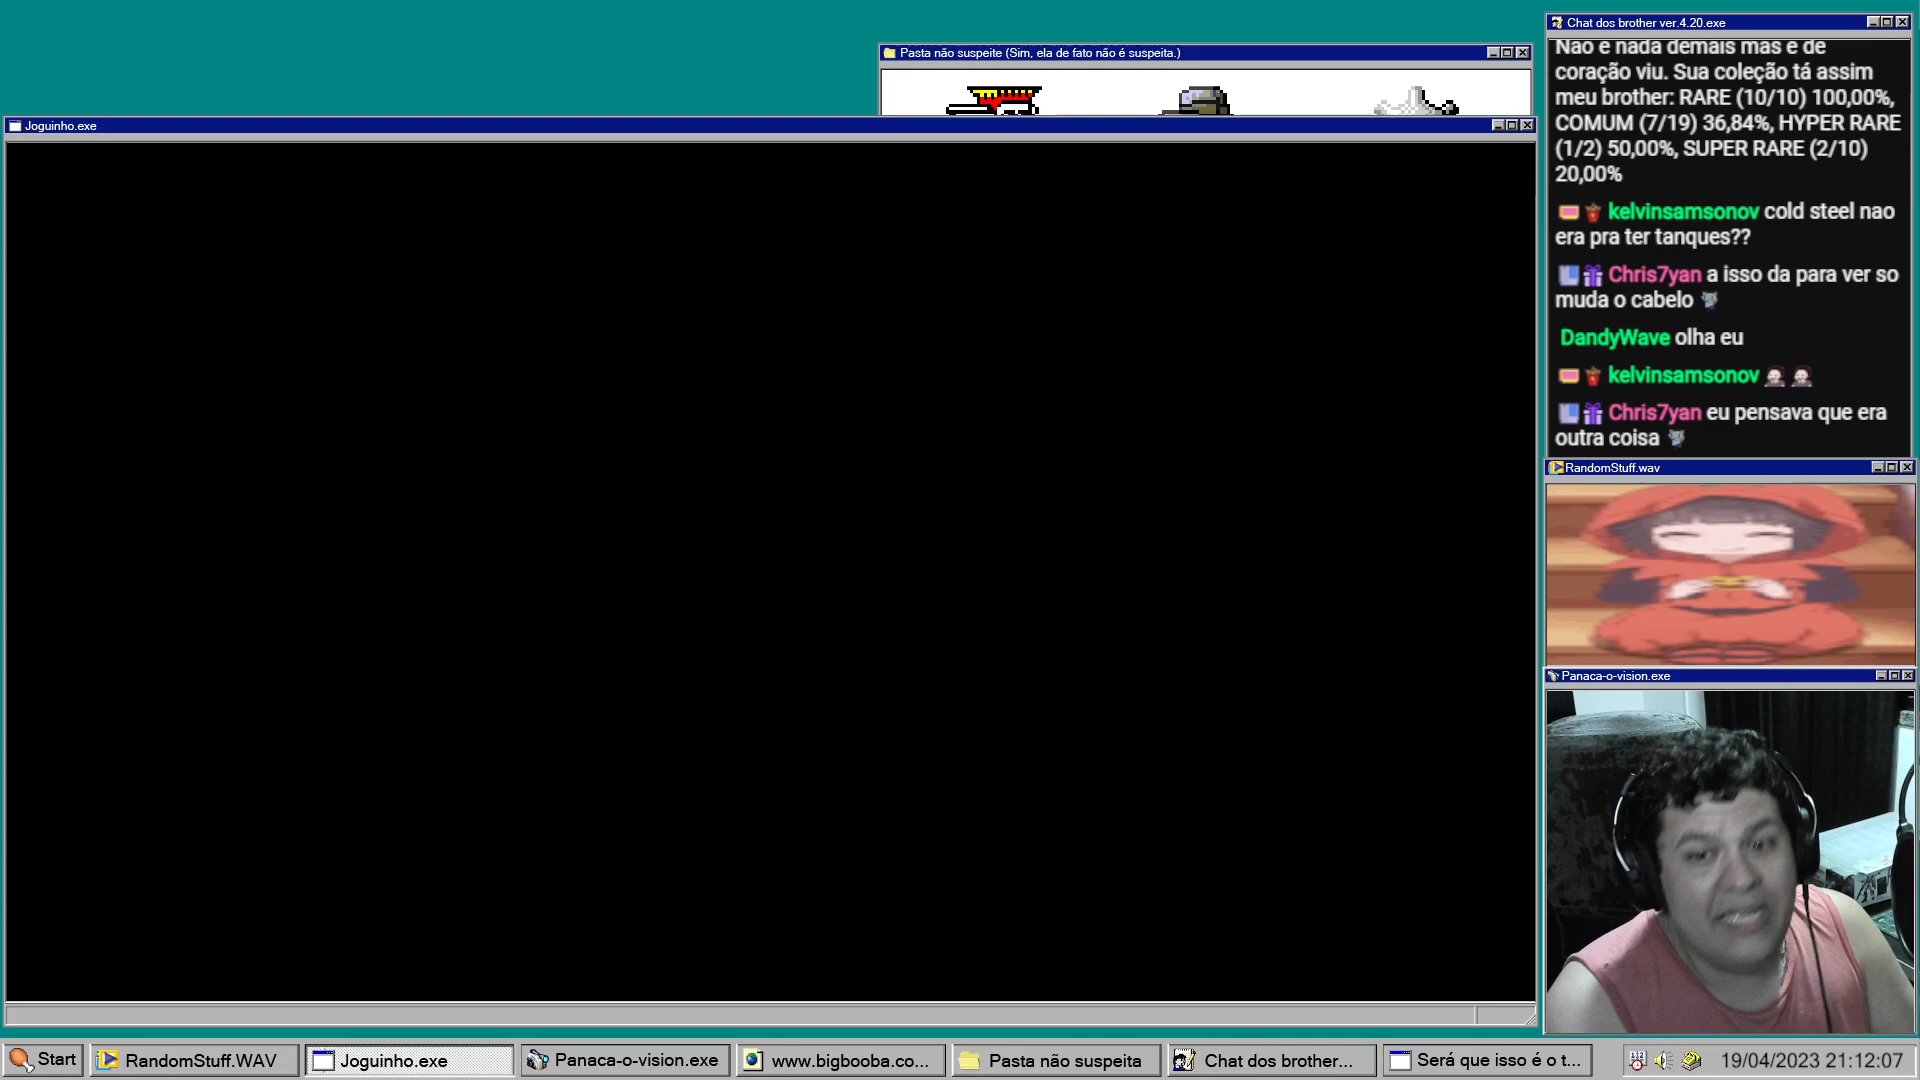 Chat dos brother ver.4.20.exe
Pasta não suspeite (Sim, ela de fato não é suspeita.)
Não é nada demais mas é de
coração viu. Sua coleção tá assim
meu brother: RARE (10/10) 100,00%,
COMUM (7/19) 36,84%, HYPER RARE
(1/2) 50,00%, SUPER RARE (2/10)
20,00%
Joguinho.exe
kelvinsamsonov cold steel nao
era pra ter tanques??
Chris7yan a isso da para ver so
muda o cabelo
DandyWave olha eu
kelvinsamsonov
Chris7yan eu pensava que era
outra coisa
RandomStuff.wav
Panaca-o-vision.exe
Start
RandomStuff.WAV
Joguinho.exe
Panaca-o-vision.exe
www.bigbooba.co...
Pasta não suspeita
Chat dos brother...
Será que isso é o t...
19/04/2023 21:12:07